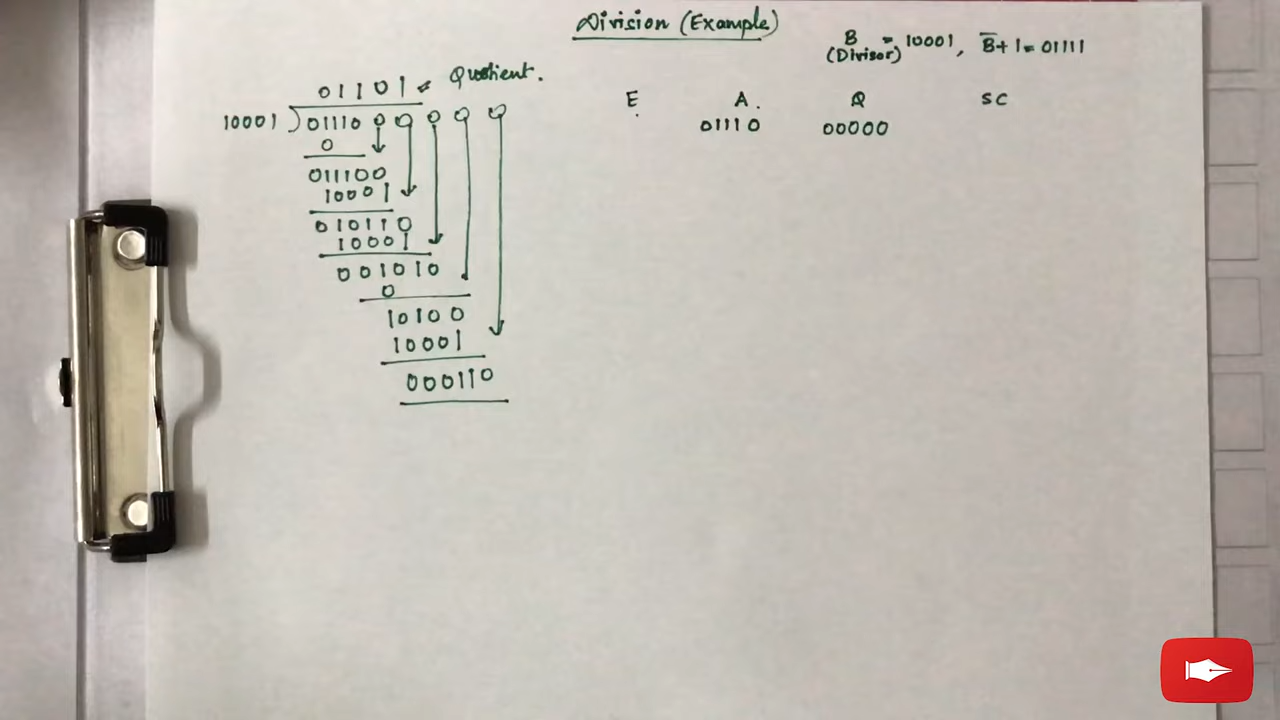 Division (Example)
B = 10001, B̅+1 = 01111
(Divisor)
01101 ← Quotient.
10001 ) 01110 0 0 0 0 0
0
011100
10001
010110
10001
001010
0
10100
10001
000110
E A. Q SC
01110 00000